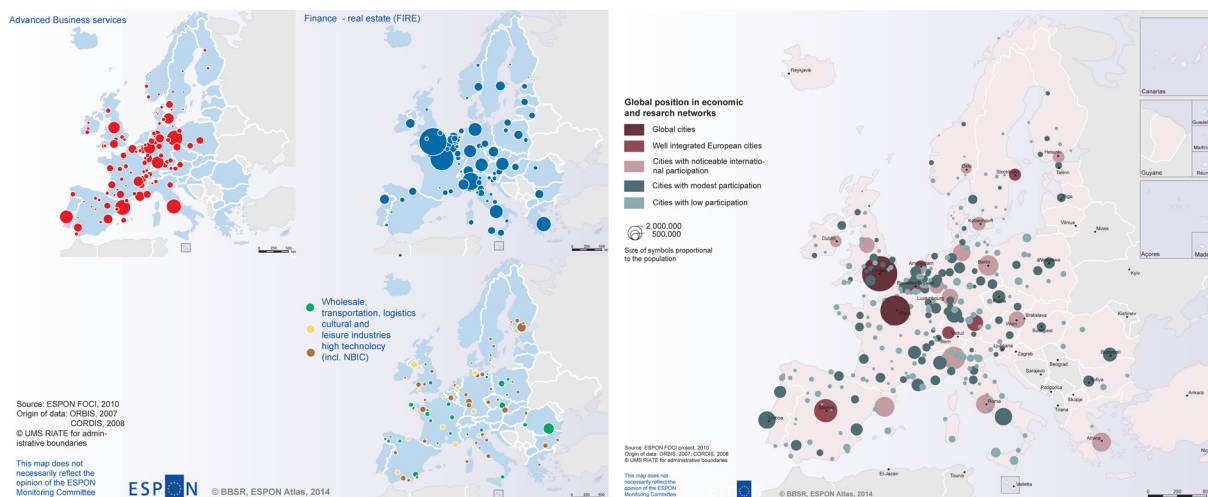 Advanced Business services
Finance - real estate (FIRE)
Wholesale,
transportation, logistics
cultural and
leisure industries
high technology
(incl. NBIC)
Source: ESPON FOCI, 2010
Origin of data: ORBIS, 2007
CORDIS, 2008
© UMS RIATE for admin-
istrative boundaries
This map does not
necessarily reflect the
opinion of the ESPON
Monitoring Committee
ESPON
© BBSR, ESPON Atlas, 2014
Global position in economic
and resarch networks
Global cities
Well integrated European cities
Cities with noticeable internatio-
nal participation
Cities with modest participation
Cities with low participation
2,000,000
500,000
Size of symbols proportional
to the population
Reykjavik
Canarias
Guyane
Açores
Helsinki
Tallinn
Riga
Vilnius
Minsk
Dublin
København
Amsterdam
Berlin
Kyiv
Luxembourg
Bratislava
Wien
Budapest
Kishinev
Bern
Ljubljana
Zagreb
Beograd
Sarajevo
Podgorica
Skopje
Sofiya
Tirana
Roma
Madrid
Lisboa
Ankara
Athina
El-Jazair
Tounis
Valletta
Source: ESPON FOCI project, 2010
Origin of data: ORBIS, 2007, CORDIS, 2008
© UMS RIATE for administrative boundaries
This map does not
necessarily reflect the
opinion of the ESPON
Monitoring Committee
© BBSR, ESPON Atlas, 2014